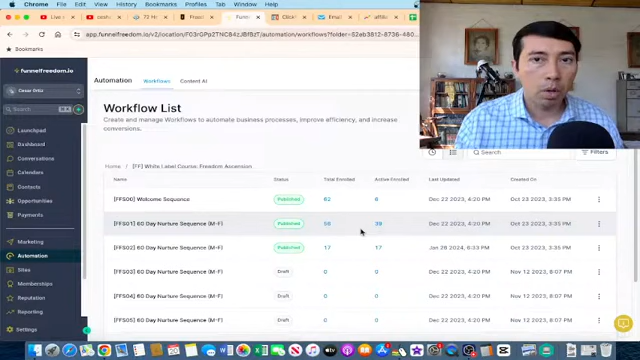 Chrome File Edit View History Bookmarks Profiles Tab Window Help
Live
72 Hr
Funnel
ClickF
Email
affiliate
app.funnelfreedom.io/v2/location/
/automation/workflows?folder=52eb3812-8736-480...
Bookmarks
funnelfreedom.io
Cesar Ortiz
Search
Launchpad
Dashboard
Conversations
Calendars
Contacts
Opportunities
Payments
Marketing
Automation
Sites
Memberships
Reputation
Reporting
Settings
Automation Workflows Content AI
Workflow List
Create and manage Workflows to automate business processes, improve efficiency, and increase
conversions.
Search Filters
Home / [FF] White Label Course: Freedom Ascension
Name Status Total Enrolled Active Enrolled Last Updated Created On
[FFS00] Welcome Sequence Published 62 6 Dec 22 2023, 4:20 PM Oct 23 2023, 3:35 PM
[FFS01] 60 Day Nurture Sequence (M-F) Published 56 39 Dec 22 2023, 4:20 PM Oct 23 2023, 3:35 PM
[FFS02] 60 Day Nurture Sequence (M-F) Published 17 17 Jan 26 2024, 6:33 PM Oct 23 2023, 3:35 PM
[FFS03] 60 Day Nurture Sequence (M-F) Draft 0 0 Dec 22 2023, 4:20 PM Nov 12 2023, 6:07 PM
[FFS04] 60 Day Nurture Sequence (M-F) Draft 0 0 Dec 22 2023, 4:20 PM Nov 12 2023, 6:07 PM
[FFS05] 60 Day Nurture Sequence (M-F) Draft 0 0 Dec 22 2023, 4:20 PM Nov 12 2023, 6:07 PM